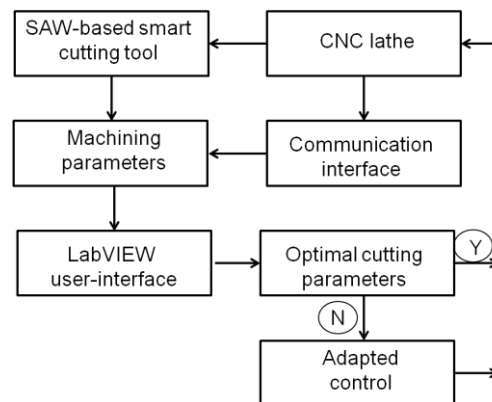 SAW-based smart
cutting tool
CNC lathe
Machining
parameters
Communication
interface
LabVIEW
user-interface
Optimal cutting
parameters
Y
N
Adapted
control